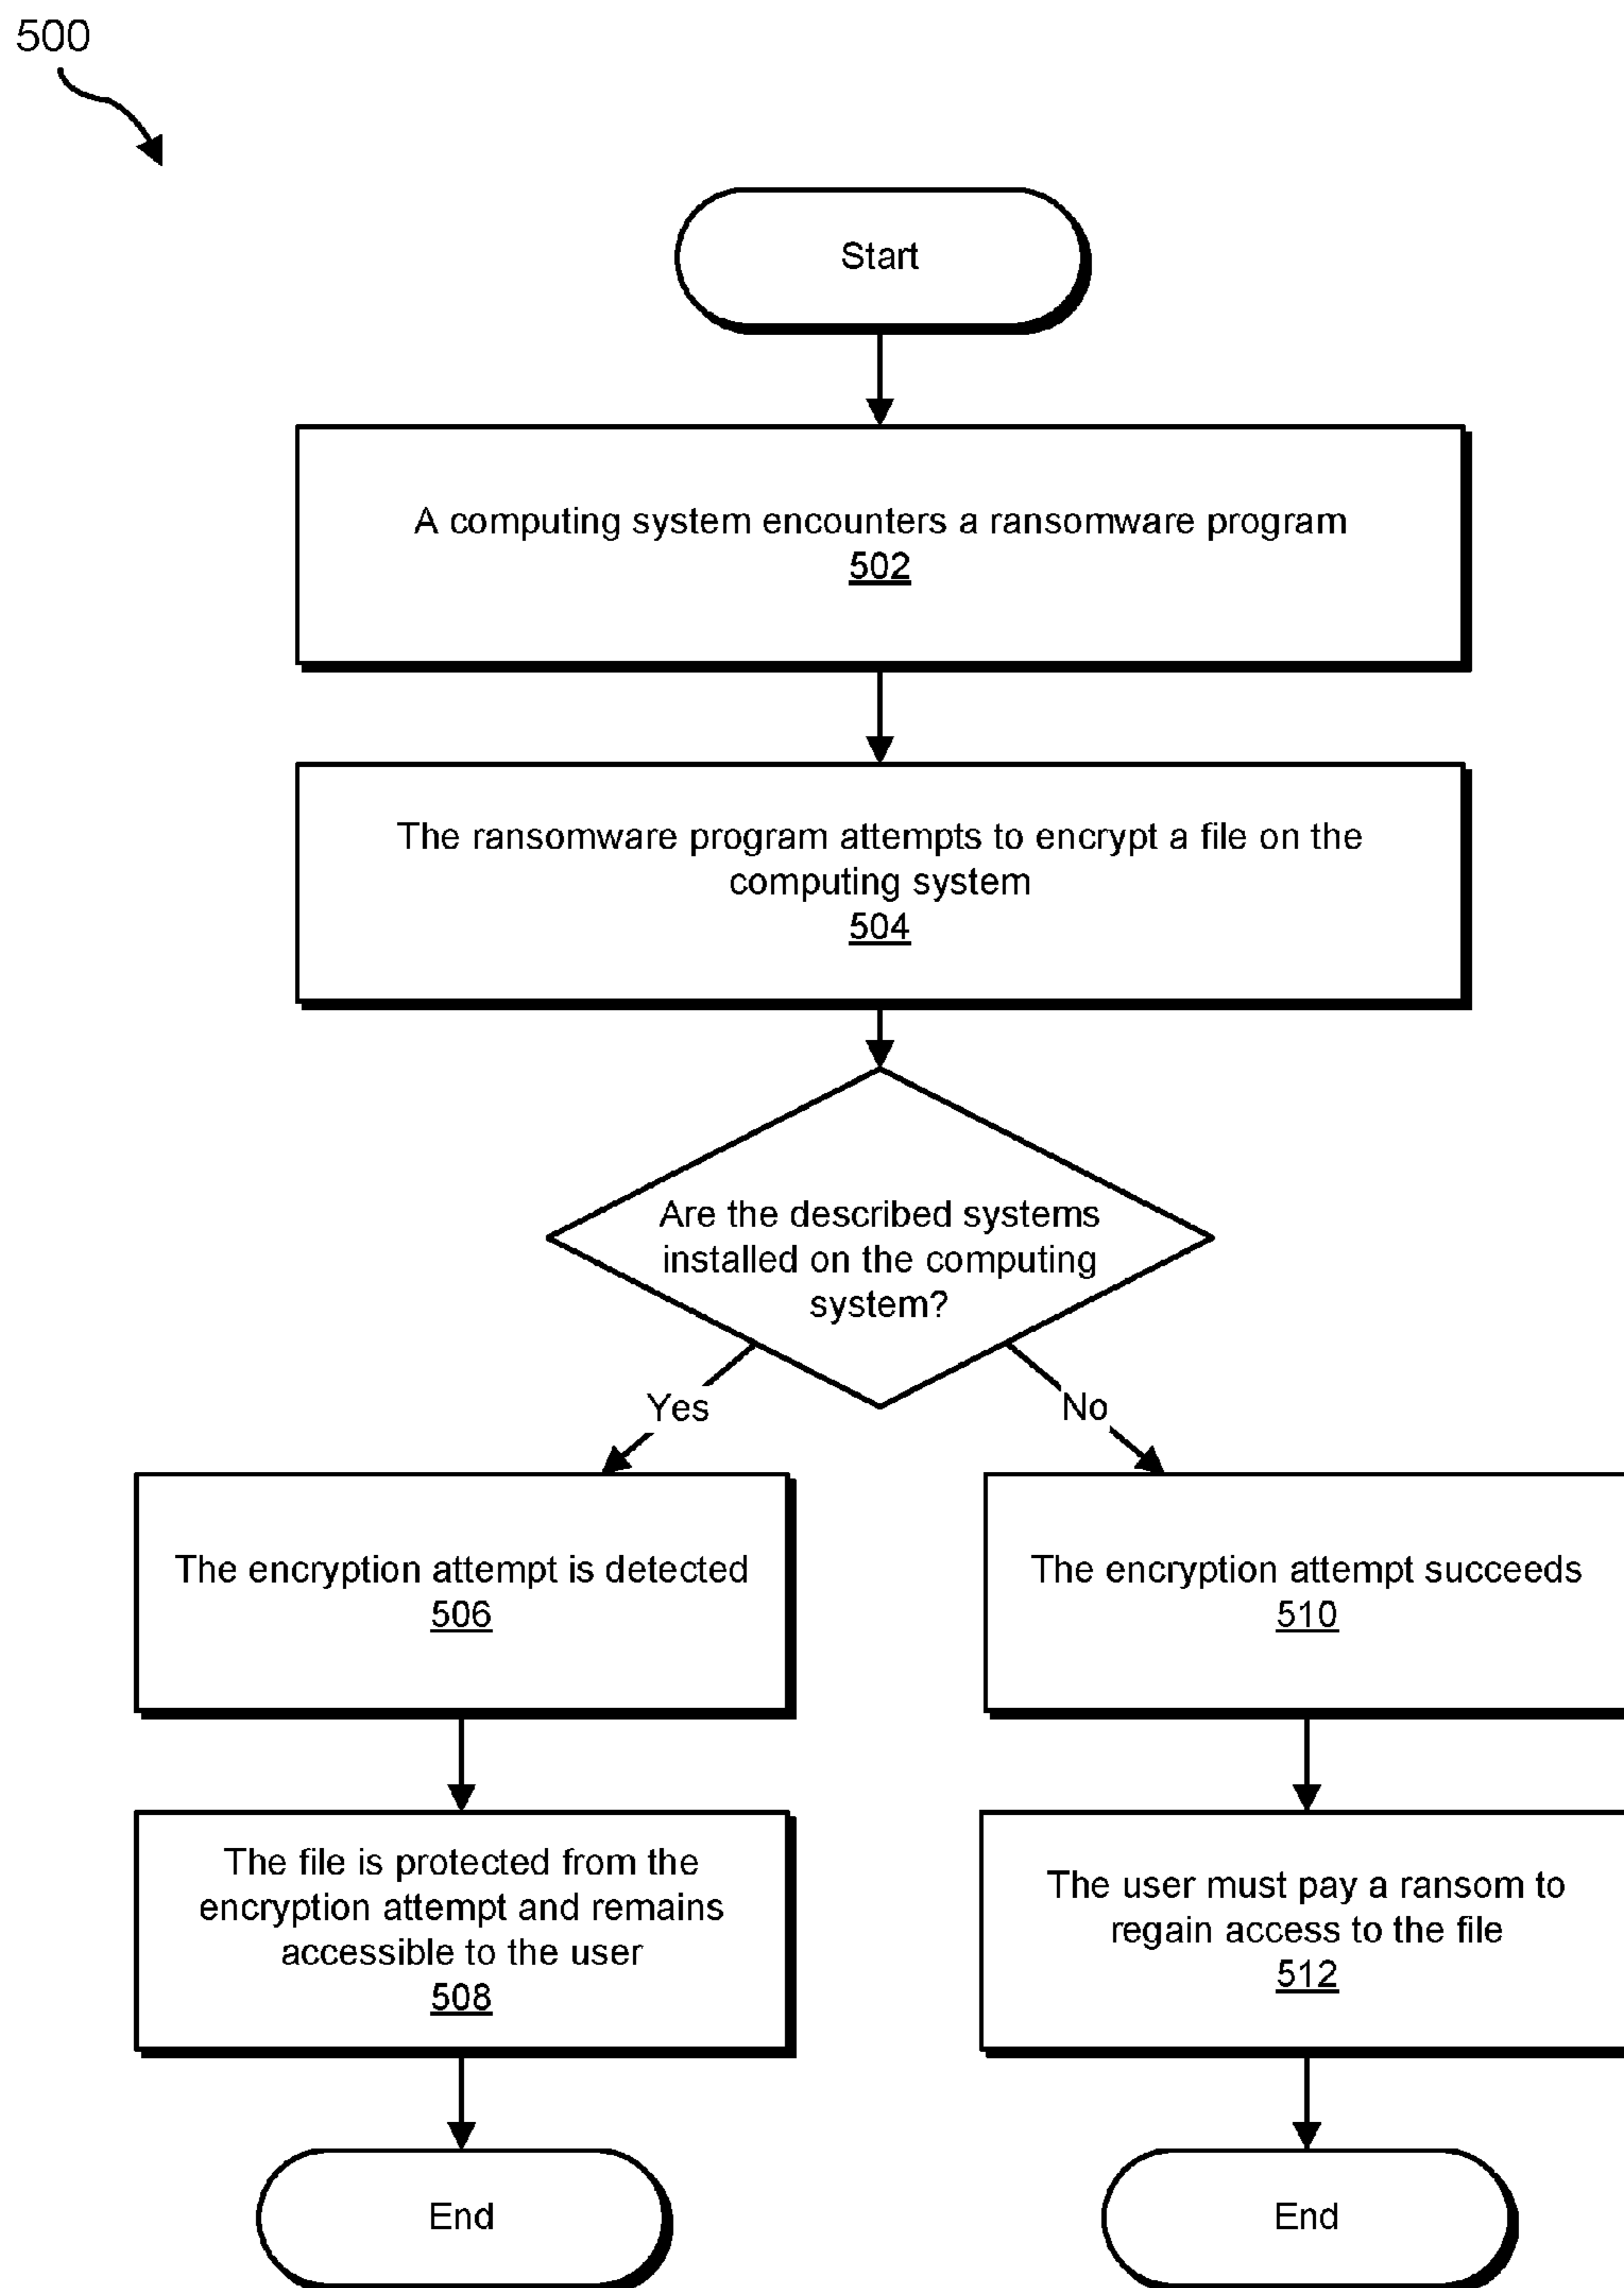 500
Start
A computing system encounters a ransomware program
502
The ransomware program attempts to encrypt a file on the
computing system
504
Are the described systems
installed on the computing
system?
Yes
No
The encryption attempt is detected
506
The encryption attempt succeeds
510
The file is protected from the
encryption attempt and remains
accessible to the user
508
The user must pay a ransom to
regain access to the file
512
End
End